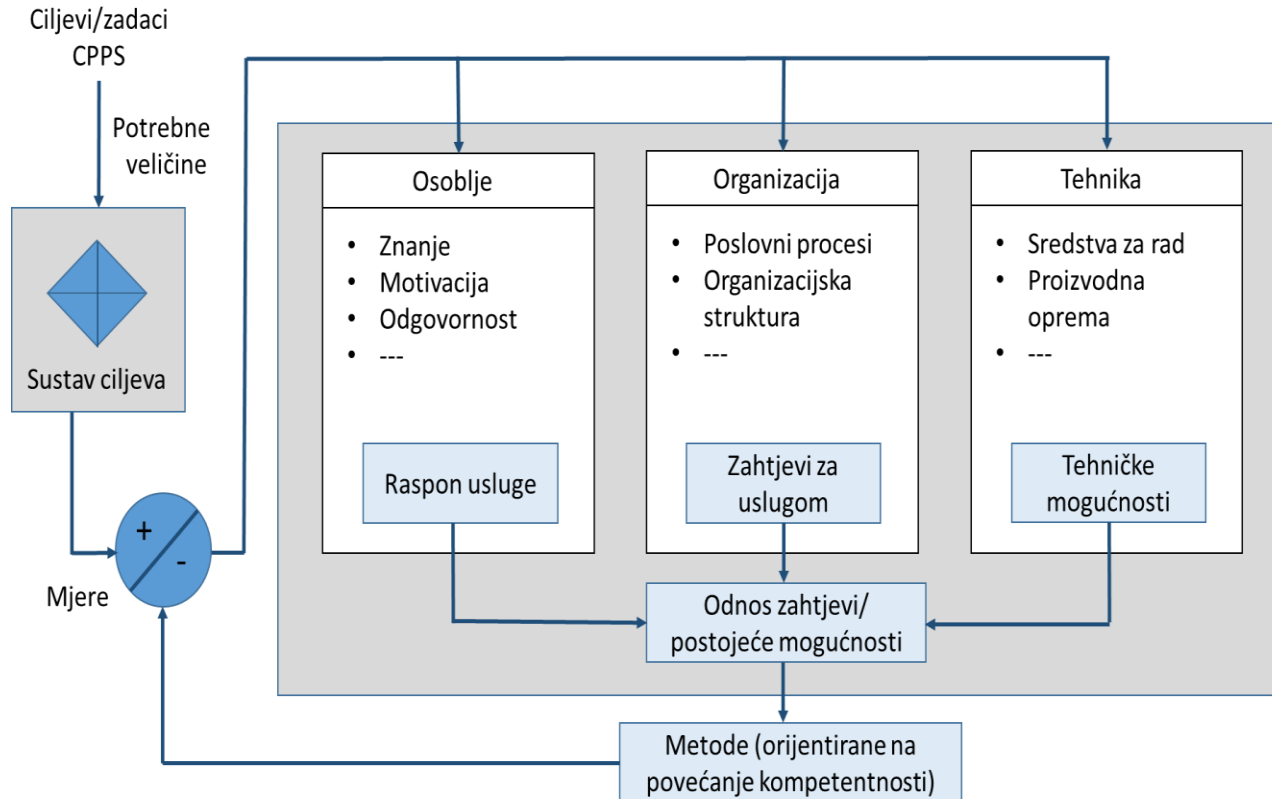 Ciljevi/zadaci
CPPS
Potrebne
veličine
Sustav ciljeva
+
-
Mjere
Osoblje
• Znanje
• Motivacija
• Odgovornost
• ---
Raspon usluge
Organizacija
• Poslovni procesi
• Organizacijska
struktura
• ---
Zahtjevi za
uslugom
Tehnika
• Sredstva za rad
• Proizvodna
oprema
• ---
Tehničke
mogućnosti
Odnos zahtjevi/
postojeće mogućnosti
Metode (orijentirane na
povećanje kompetentnosti)